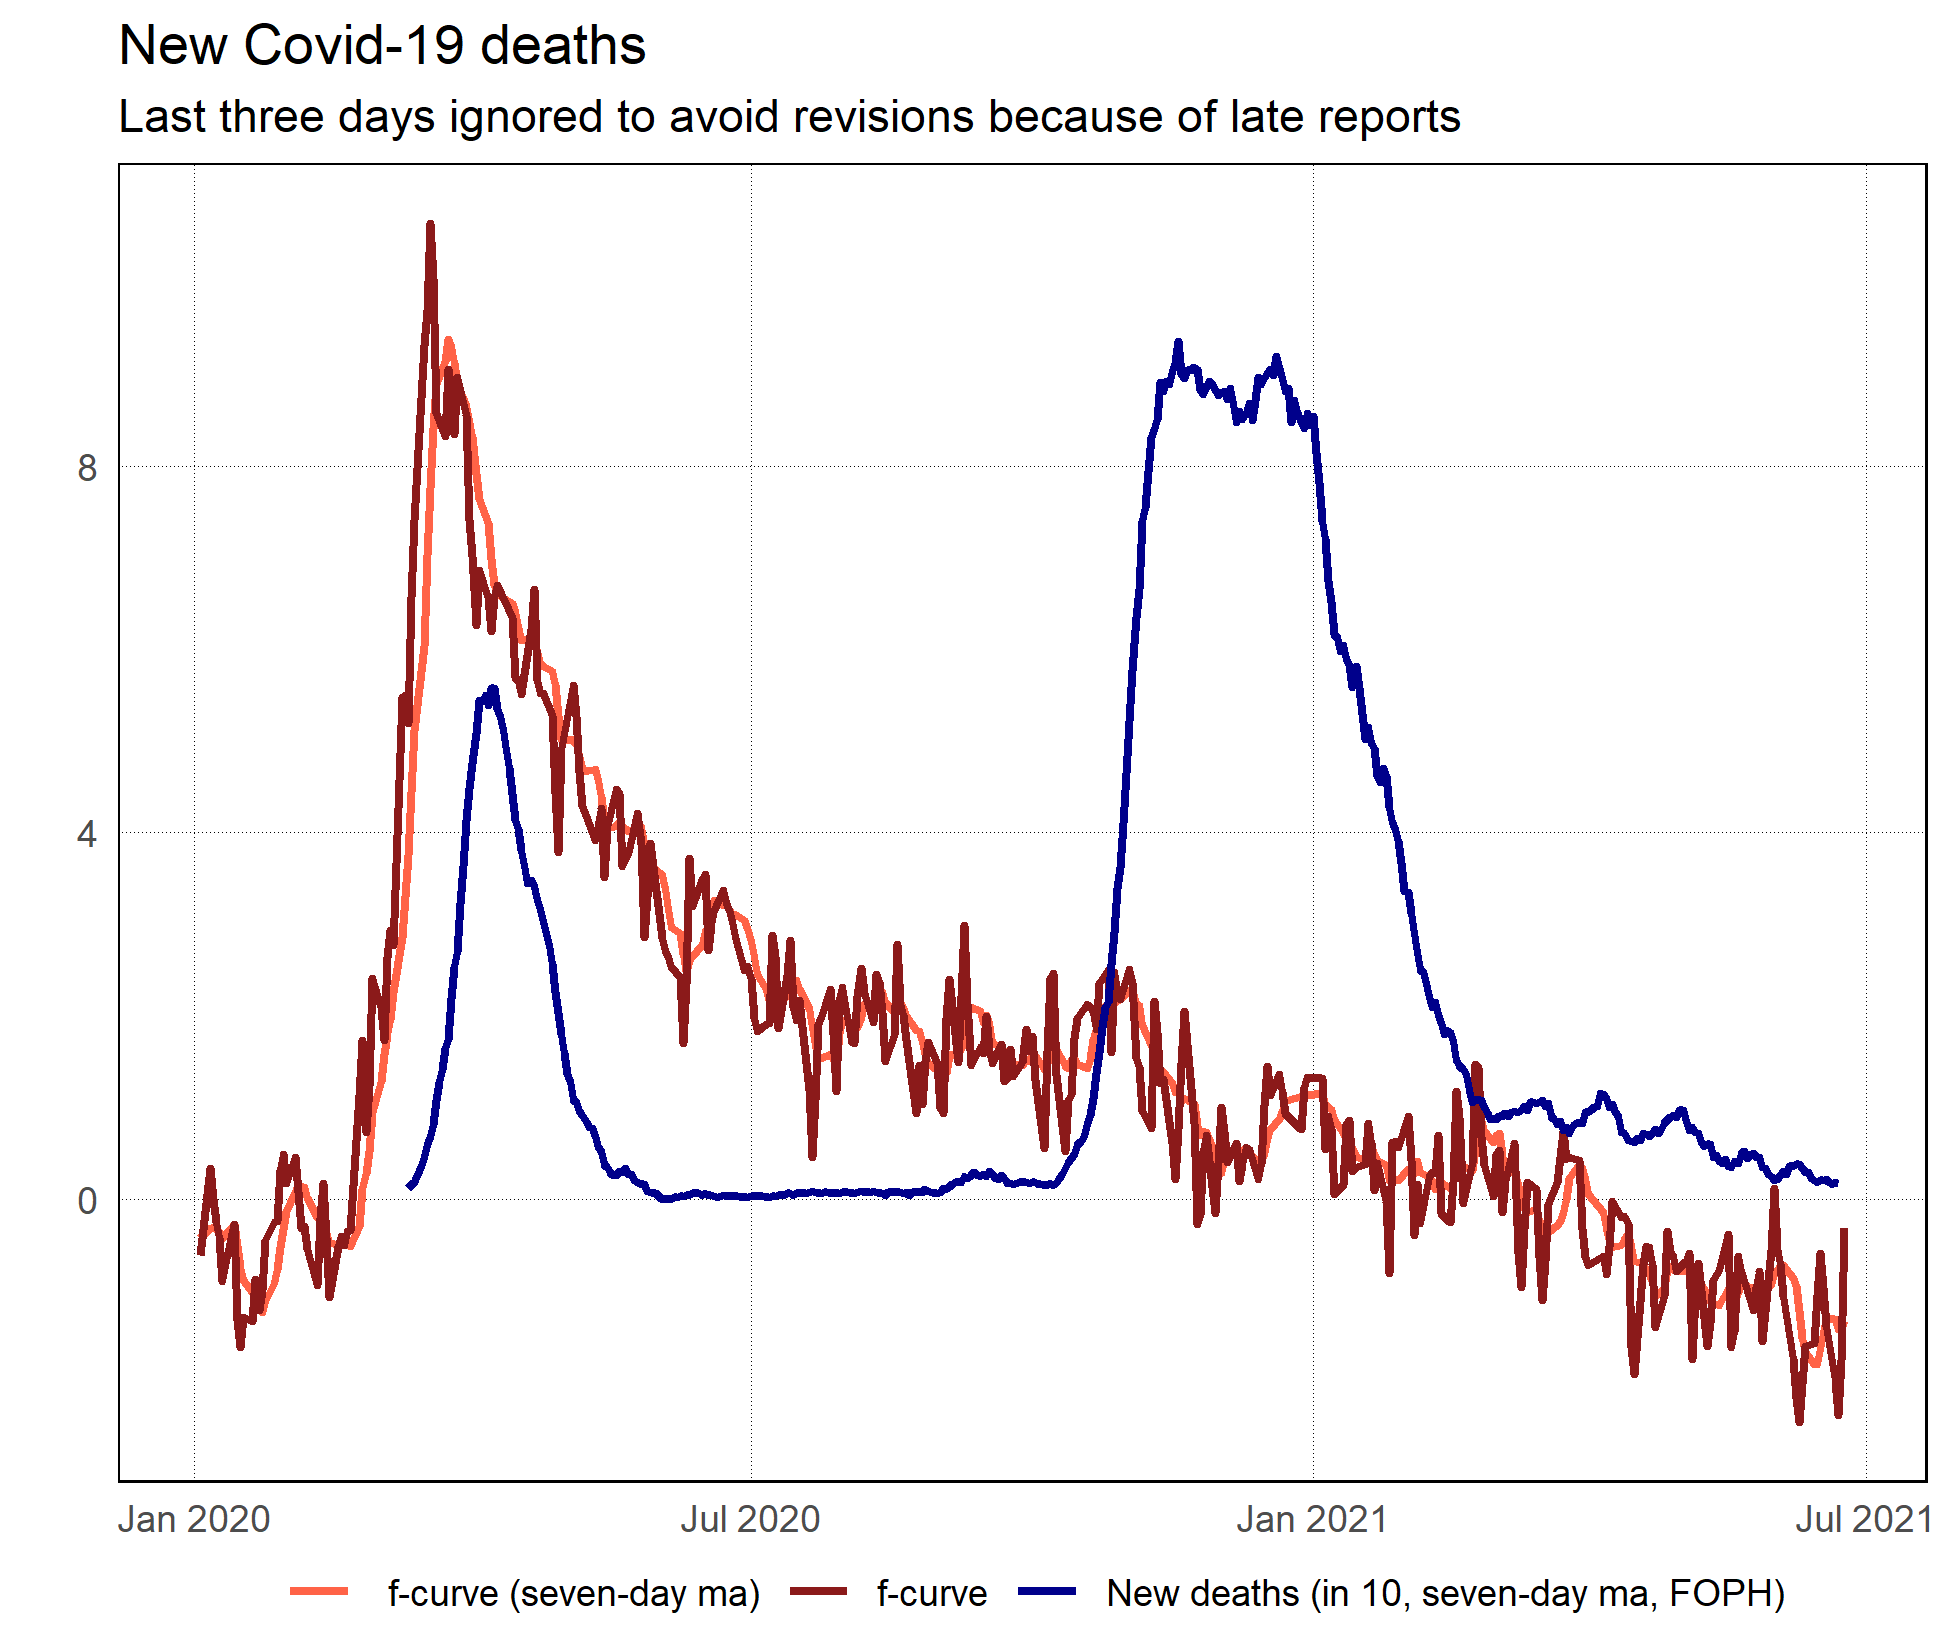 New Covid-19 deaths
Last three days ignored to avoid revisions because of late reports
8
4
0
Jan 2020 Jul 2020 Jan 2021 Jul 2021
f-curve (seven-day ma) f-curve New deaths (in 10, seven-day ma, FOPH)